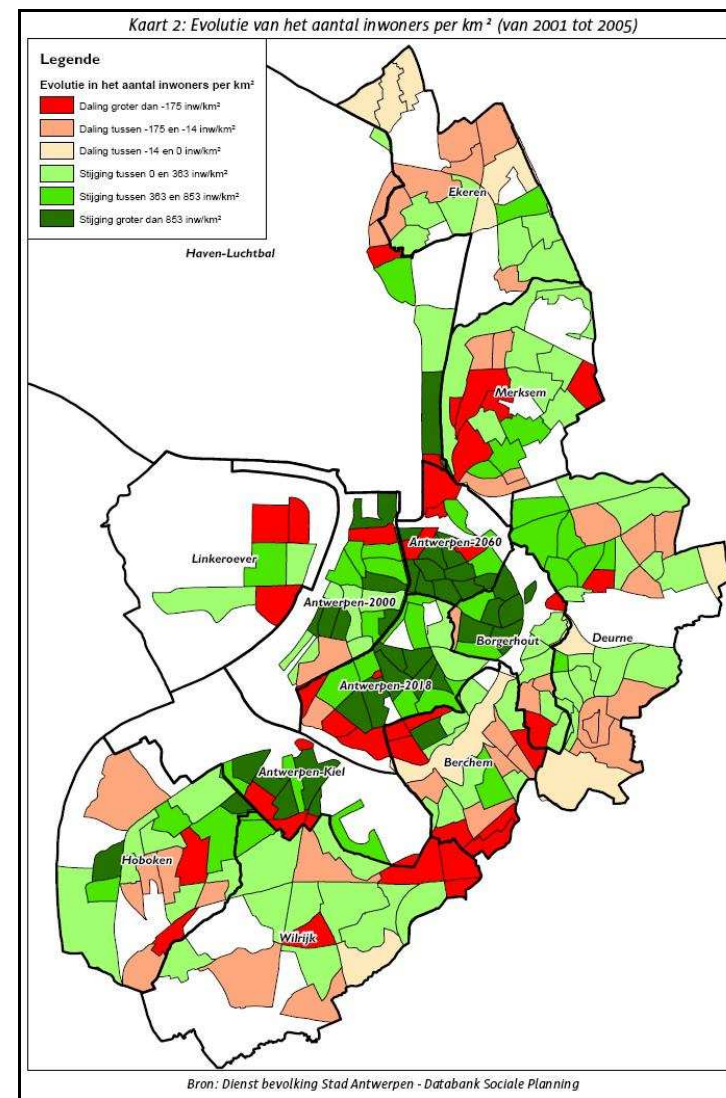 Kaart 2: Evolutie van het aantal inwoners per km² (van 2001 tot 2005)
Legende
Evolutie in het aantal inwoners per km²
Daling groter dan -175 inw/km²
Daling tussen -175 en -14 inw/km²
Daling tussen -14 en 0 inw/km²
Stijging tussen 0 en 363 inw/km²
Stijging tussen 363 en 853 inw/km²
Stijging groter dan 853 inw/km²
Ekeren
Haven-Luchtbal
Merksem
Antwerpen-2060
Linkeroever
Antwerpen-2000
Borgerhout
Deurne
Antwerpen-2018
Berchem
Antwerpen-Kiel
Hoboken
Wilrijk
Bron: Dienst bevolking Stad Antwerpen - Databank Sociale Planning